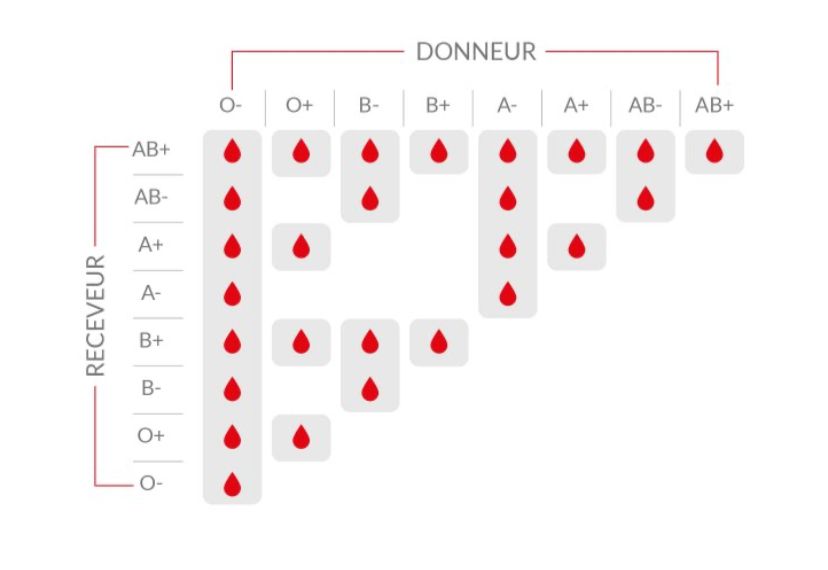 DONNEUR
O- O+ B- B+ A- A+ AB- AB+
RECEVEUR
AB+
AB-
A+
A-
B+
B-
O+
O-